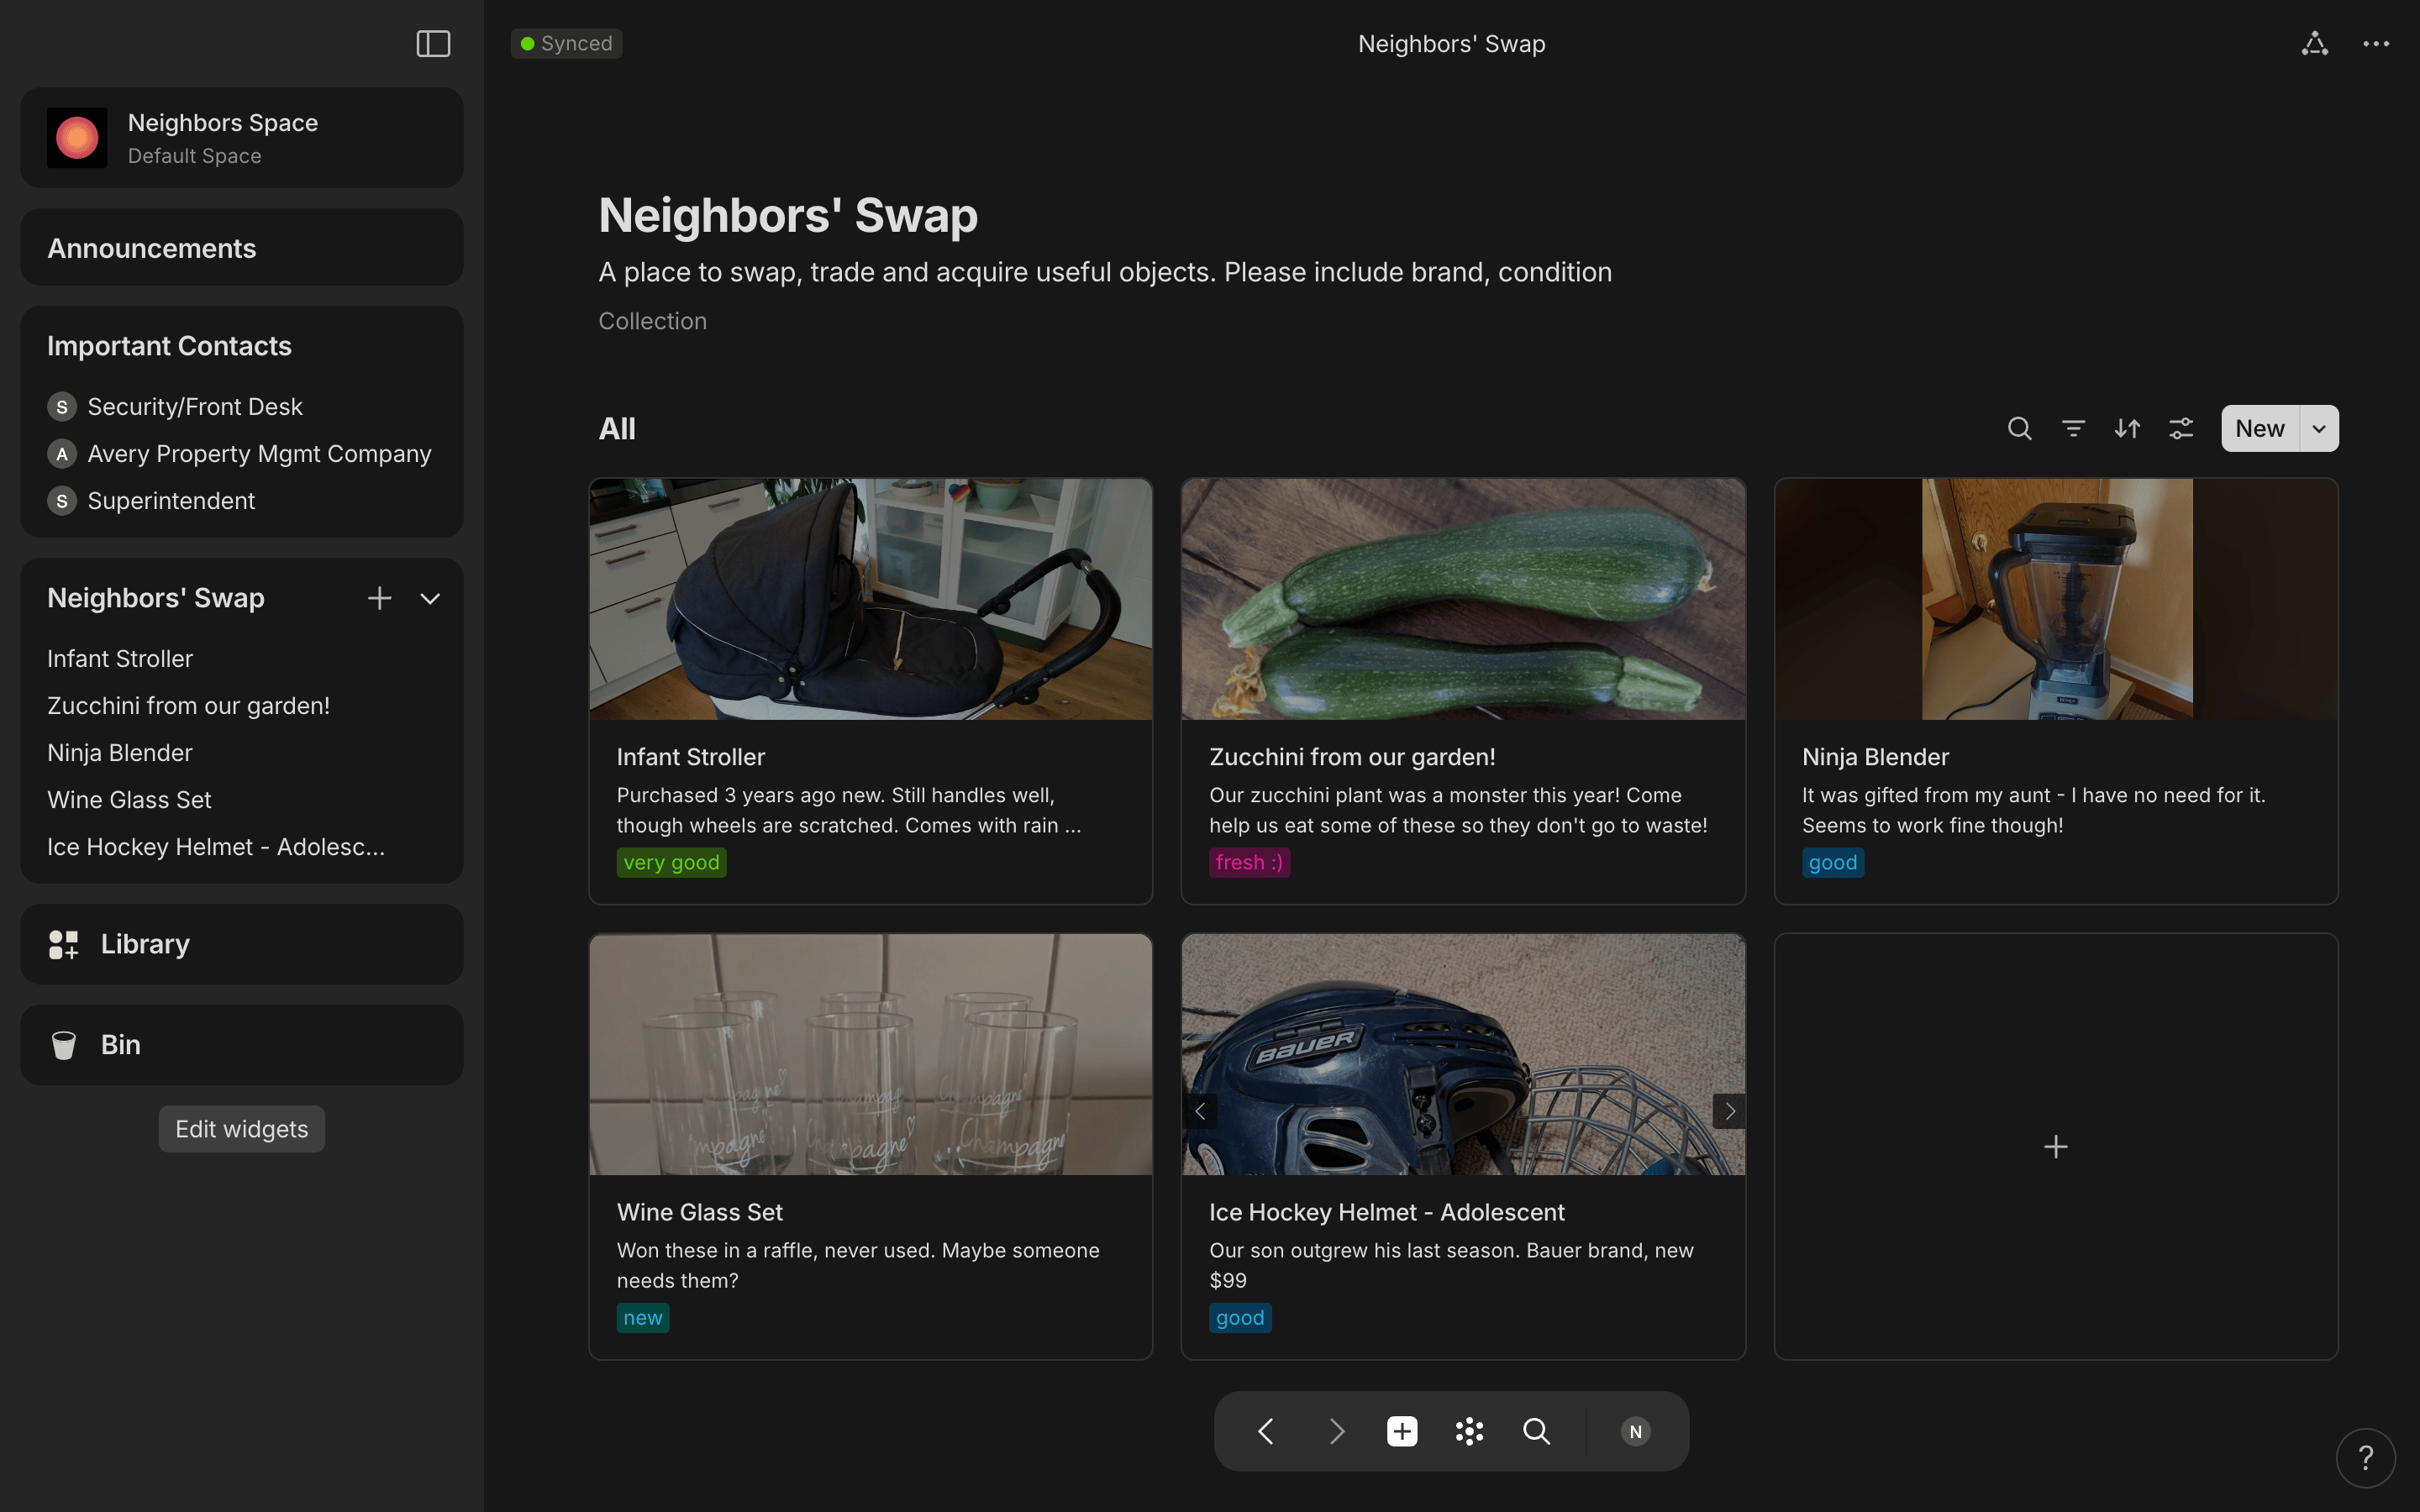 Synced
Neighbors' Swap
Neighbors Space
Default Space
Announcements
Important Contacts
S Security/Front Desk
A Avery Property Mgmt Company
S Superintendent
Neighbors' Swap
Infant Stroller
Zucchini from our garden!
Ninja Blender
Wine Glass Set
Ice Hockey Helmet - Adolesc...
Library
Bin
Edit widgets
Neighbors' Swap
A place to swap, trade and acquire useful objects. Please include brand, condition
Collection
All
New
Infant Stroller
Purchased 3 years ago new. Still handles well,
though wheels are scratched. Comes with rain ...
very good
Zucchini from our garden!
Our zucchini plant was a monster this year! Come
help us eat some of these so they don't go to waste!
fresh :)
Ninja Blender
It was gifted from my aunt - I have no need for it.
Seems to work fine though!
good
Champagne
Wine Glass Set
Won these in a raffle, never used. Maybe someone
needs them?
new
BAUER
Ice Hockey Helmet - Adolescent
Our son outgrew his last season. Bauer brand, new
$99
good
N
?